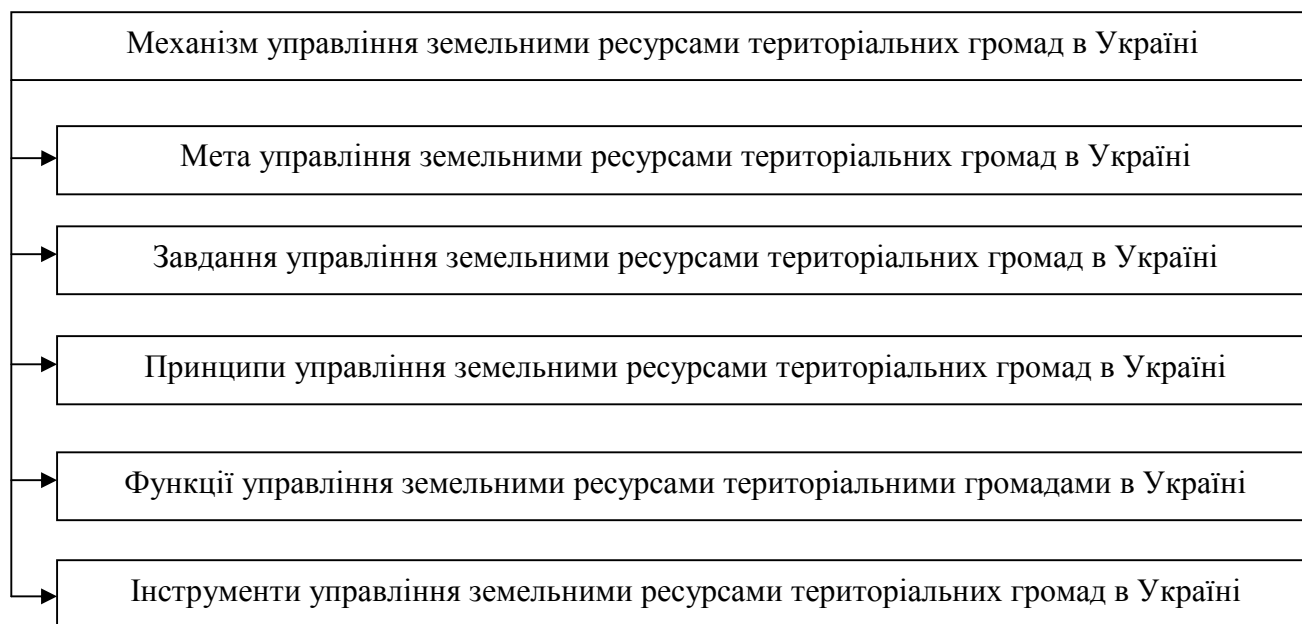 Механізм управління земельними ресурсами територіальних громад в Україні
Мета управління земельними ресурсами територіальних громад в Україні
Завдання управління земельними ресурсами територіальних громад в Україні
Принципи управління земельними ресурсами територіальних громад в Україні
Функції управління земельними ресурсами територіальними громадами в Україні
Інструменти управління земельними ресурсами територіальних громад в Україні